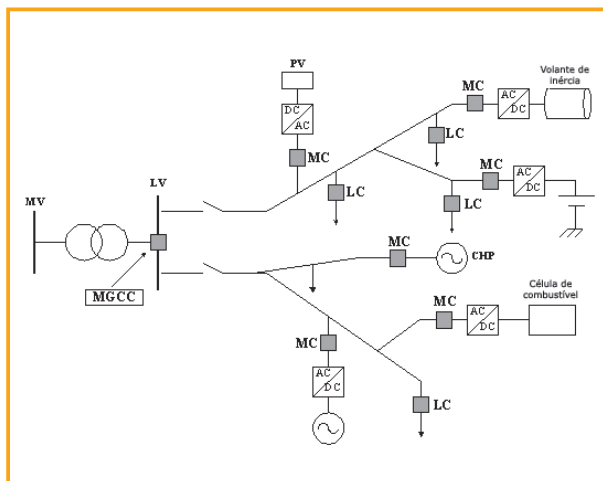 PV
Volante de
inércia
MC
AC
DC
DC
AC
MC
LC
LC
MC
AC
DC
LC
LV
MV
MGCC
MC
CHP
Célula de
combustível
MC
AC
DC
MC
AC
DC
LC